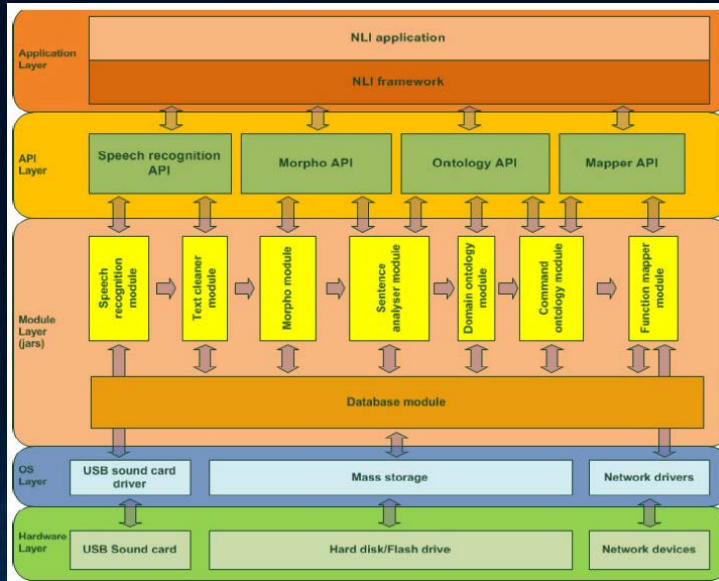 NLI application
Application
Layer
NLI framework
API
Layer
Speech recognition
API
Morpho API
Ontology API
Mapper API
Module
Layer
(jars)
Speech
recognition
module
Text cleaner
module
Morpho module
Sentence
analyser module
Domain ontology
module
Command
ontology module
Function mapper
module
Database module
OS
Layer
USB sound card
driver
Mass storage
Network drivers
Hardware
Layer
USB Sound card
Hard disk/Flash drive
Network devices